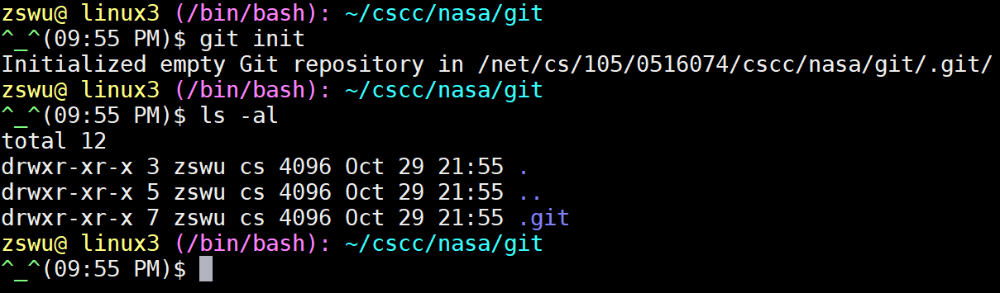 zswu@ linux3 (/bin/bash): ~/cscc/nasa/git
^_^(09:55 PM)$ git init
Initialized empty Git repository in /net/cs/105/0516074/cscc/nasa/git/.git/
zswu@ linux3 (/bin/bash): ~/cscc/nasa/git
^_^(09:55 PM)$ ls -al
total 12
drwxr-xr-x 3 zswu cs 4096 Oct 29 21:55 .
drwxr-xr-x 5 zswu cs 4096 Oct 29 21:55 ..
drwxr-xr-x 7 zswu cs 4096 Oct 29 21:55 .git
zswu@ linux3 (/bin/bash): ~/cscc/nasa/git
^_^(09:55 PM)$